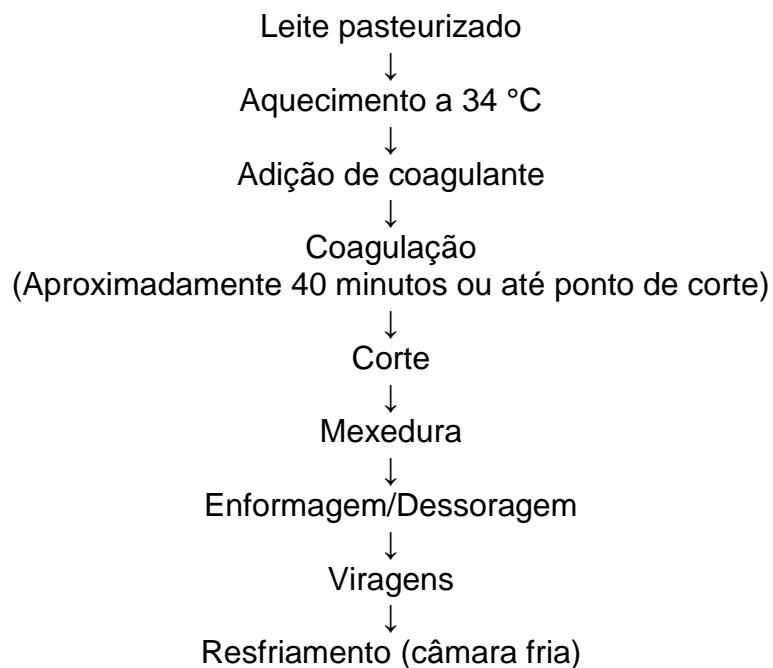 Leite pasteurizado
↓
Aquecimento a 34 °C
↓
Adição de coagulante
↓
Coagulação
(Aproximadamente 40 minutos ou até ponto de corte)
↓
Corte
↓
Mexedura
↓
Enformagem/Dessoragem
↓
Viragens
↓
Resfriamento (câmara fria)